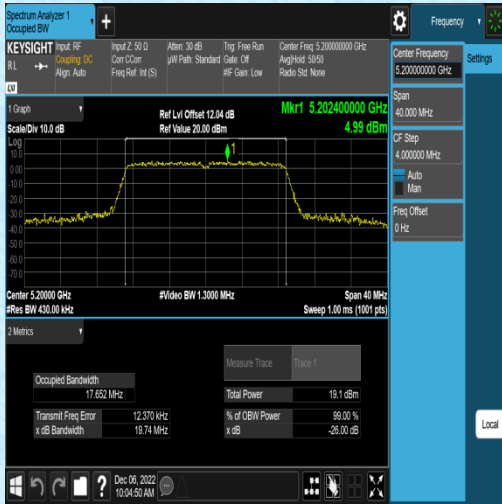 Spectrum Analyzer 1
Occupied BW
Frequency
KEYSIGHT
Input: RF
Coupling: DC
Align: Auto
Input Z: 50 Ω
Corr CCorr
Freq Ref: Int (S)
Atten: 30 dB
µW Path: Standard
Trig: Free Run
Gate: Off
#IF Gain: Low
Center Freq: 5.200000000 GHz
Avg|Hold: 50/50
Radio Std: None
RL
LXI
Center Frequency
5.200000000 GHz
Settings
Span
40.000 MHz
CF Step
4.000000 MHz
Auto
Man
Freq Offset
0 Hz
Local
1 Graph
Scale/Div 10.0 dB
Ref Lvl Offset 12.04 dB
Ref Value 20.00 dBm
Mkr1 5.202400000 GHz
4.99 dBm
Log
10.0
0.00
-10.0
-20.0
-30.0
-40.0
-50.0
-60.0
-70.0
1
Center 5.20000 GHz
#Res BW 430.00 kHz
#Video BW 1.3000 MHz
Span 40 MHz
Sweep 1.00 ms (1001 pts)
2 Metrics
Measure Trace
Trace 1
Occupied Bandwidth
17.652 MHz
Total Power
19.1 dBm
Transmit Freq Error
12.370 kHz
% of OBW Power
99.00 %
x dB Bandwidth
19.74 MHz
x dB
-26.00 dB
?
Dec 06, 2022
10:04:50 AM